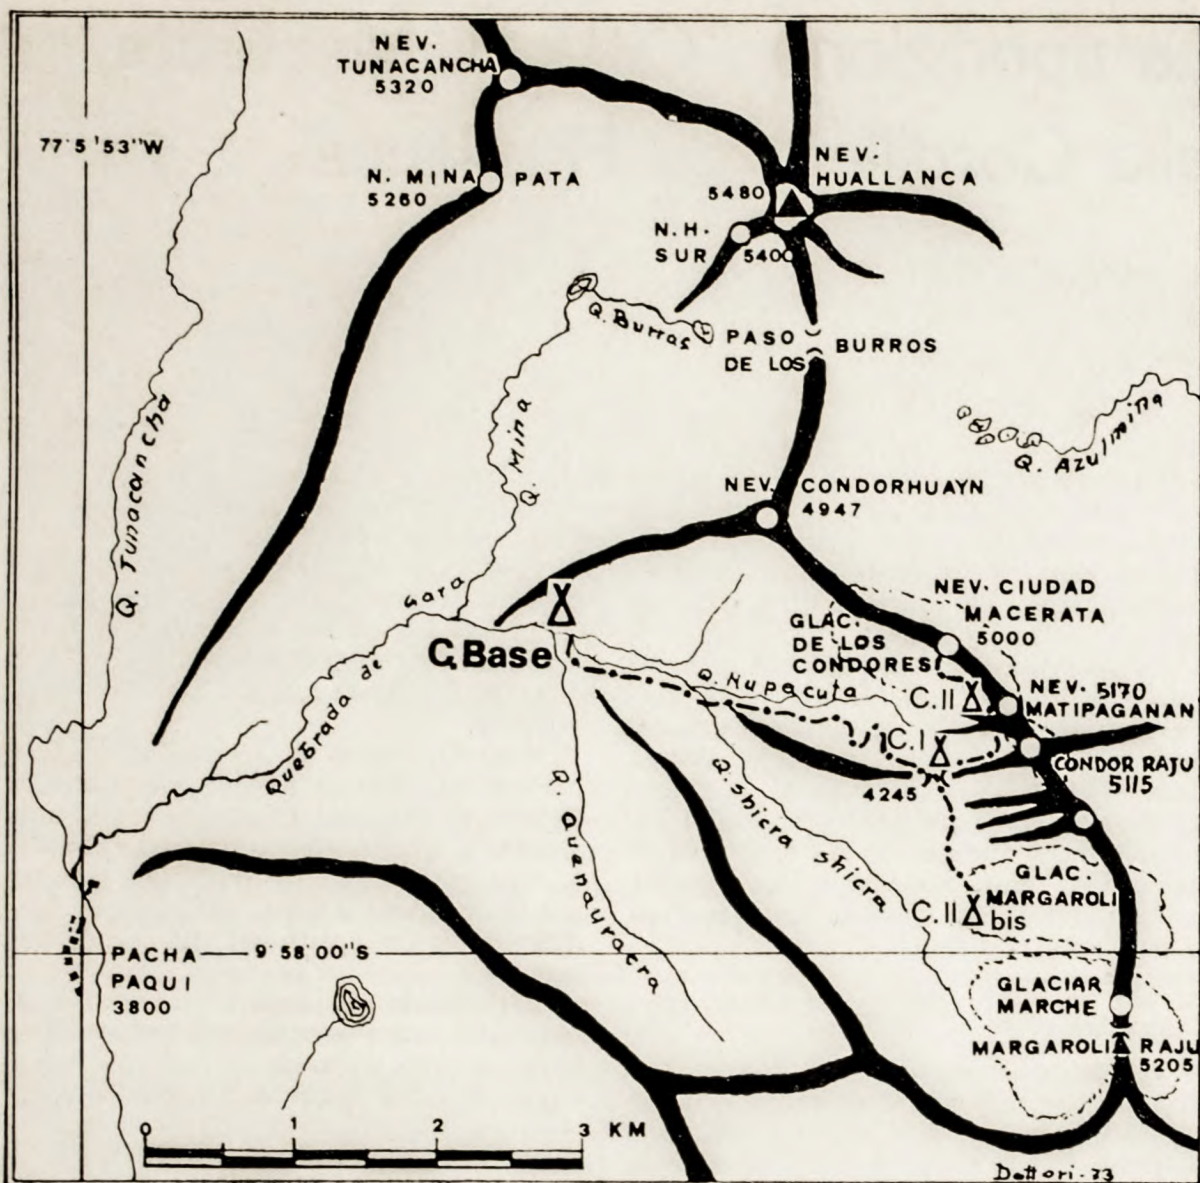 NEV.
TUNACANCHA
5320
77°5'53"W
N. MINA PATA
5260
NEV.
HUALLANCA
5480
N.H.
SUR 5400
Q. Burros
PASO BURROS
DE LOS
Q. Tunacancha
Q. Mina
Q. Azulmina
NEV. CONDORHUAYN
4947
NEV. CIUDAD
MACERATA
5000
GLAC.
DE LOS
CONDORES
Quebrada de Gara
C. Base
Q. Nupacuta
C.II
NEV. 5170
MATIPAGANAN
C.I
CONDOR RAJU
5115
4245
Q. Quenauracra
Q. shicra shicra
GLAC.
MARGAROLI
C.II bis
PACHA
PAQUI
3800
9°58'00"S
GLACIAR
MARCHE
MARGAROLI RAJU
5205
0 1 2 3 KM
Dottori-73